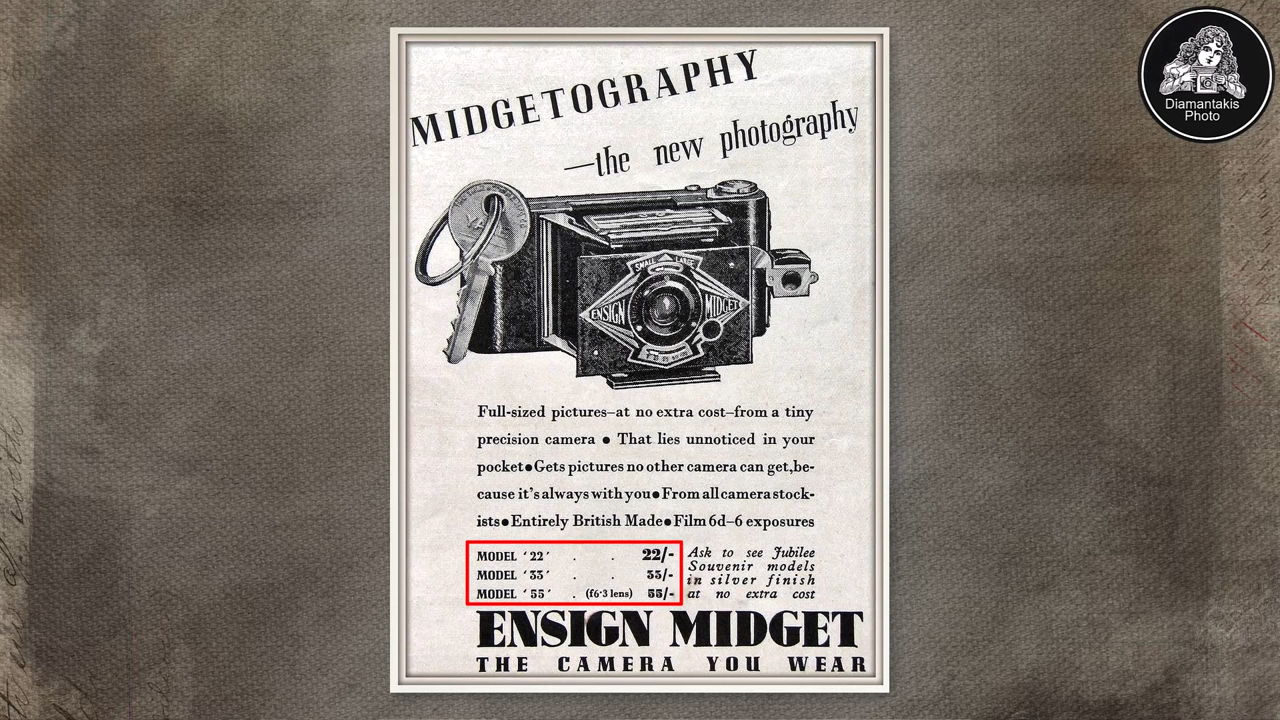 MIDGETOGRAPHY
—the new photography
SMALL LARGE
ENSIGN MIDGET
Full-sized pictures–at no extra cost–from a tiny
precision camera ● That lies unnoticed in your
pocket●Gets pictures no other camera can get,be-
cause it's always with you●From all camera stock-
ists●Entirely British Made●Film 6d–6 exposures
MODEL ‘22’ . . 22/-
MODEL ‘33’ . . 33/-
MODEL ‘55’ . (f6·3 lens) 55/-
Ask to see Jubilee
Souvenir models
in silver finish
at no extra cost
ENSIGN MIDGET
THE CAMERA YOU WEAR
Diamantakis
Photo